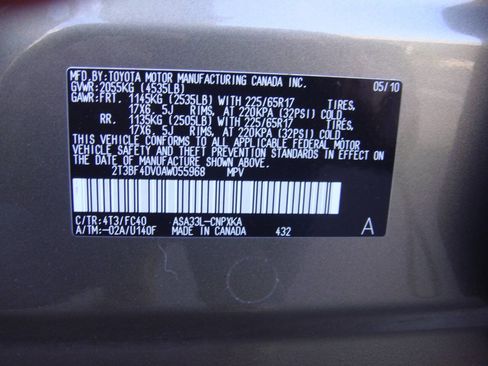 MFD.BY:TOYOTA MOTOR MANUFACTURING CANADA INC.
GVWR:2055KG (4535LB) 05/10
GAWR:FRT. 1145KG (2535LB) WITH 225/65R17 TIRES,
17X6.5J RIMS, AT 220KPA (32PSI) COLD
RR. 1135KG (2505LB) WITH 225/65R17 TIRES,
17X6.5J RIMS, AT 220KPA (32PSI) COLD
THIS VEHICLE CONFORMS TO ALL APPLICABLE FEDERAL MOTOR
VEHICLE SAFETY AND THEFT PREVENTION STANDARDS IN EFFECT
ON THE DATE OF MANUFACTURE SHOWN ABOVE.
2T3BF4DV0AW055968 MPV
C/TR:4T3/FC40 ASA33L-CNPXKA A
A/TM:-02A/U140F MADE IN CANADA 432